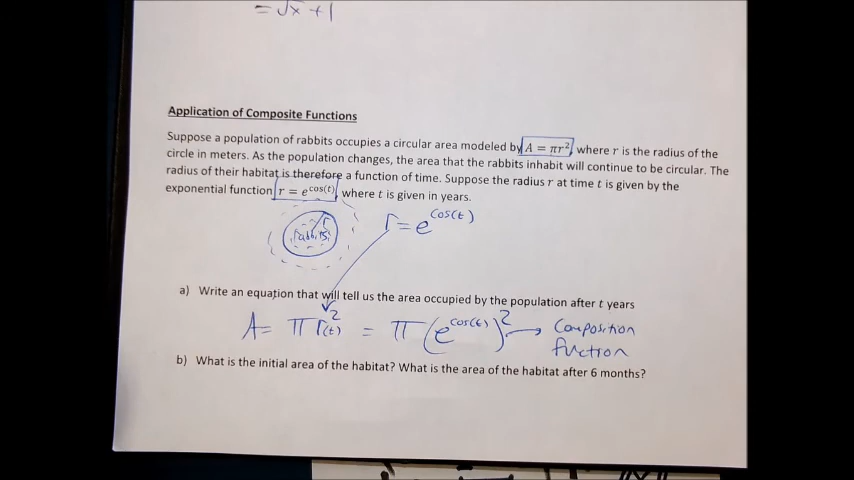 = √x + 1
Application of Composite Functions
Suppose a population of rabbits occupies a circular area modeled by A = πr², where r is the radius of the
circle in meters. As the population changes, the area that the rabbits inhabit will continue to be circular. The
radius of their habitat is therefore a function of time. Suppose the radius r at time t is given by the
exponential function r = e^cos(t), where t is given in years.
r
rabbits
r = e^cos(t)
a) Write an equation that will tell us the area occupied by the population after t years
A = π r(t)² = π (e^cos(t))² → Composition
function
b) What is the initial area of the habitat? What is the area of the habitat after 6 months?